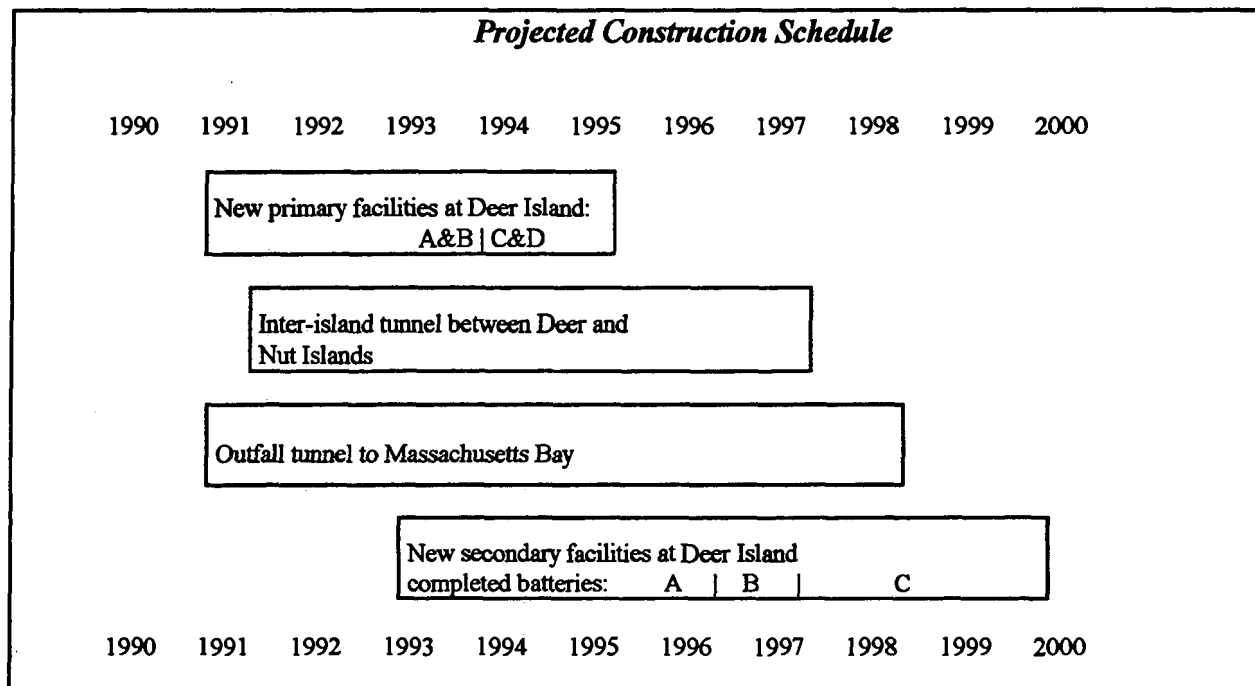 Projected Construction Schedule
1990 1991 1992 1993 1994 1995 1996 1997 1998 1999 2000
New primary facilities at Deer Island:
A&B | C&D
Inter-island tunnel between Deer and
Nut Islands
Outfall tunnel to Massachusetts Bay
New secondary facilities at Deer Island
completed batteries: A | B | C
1990 1991 1992 1993 1994 1995 1996 1997 1998 1999 2000